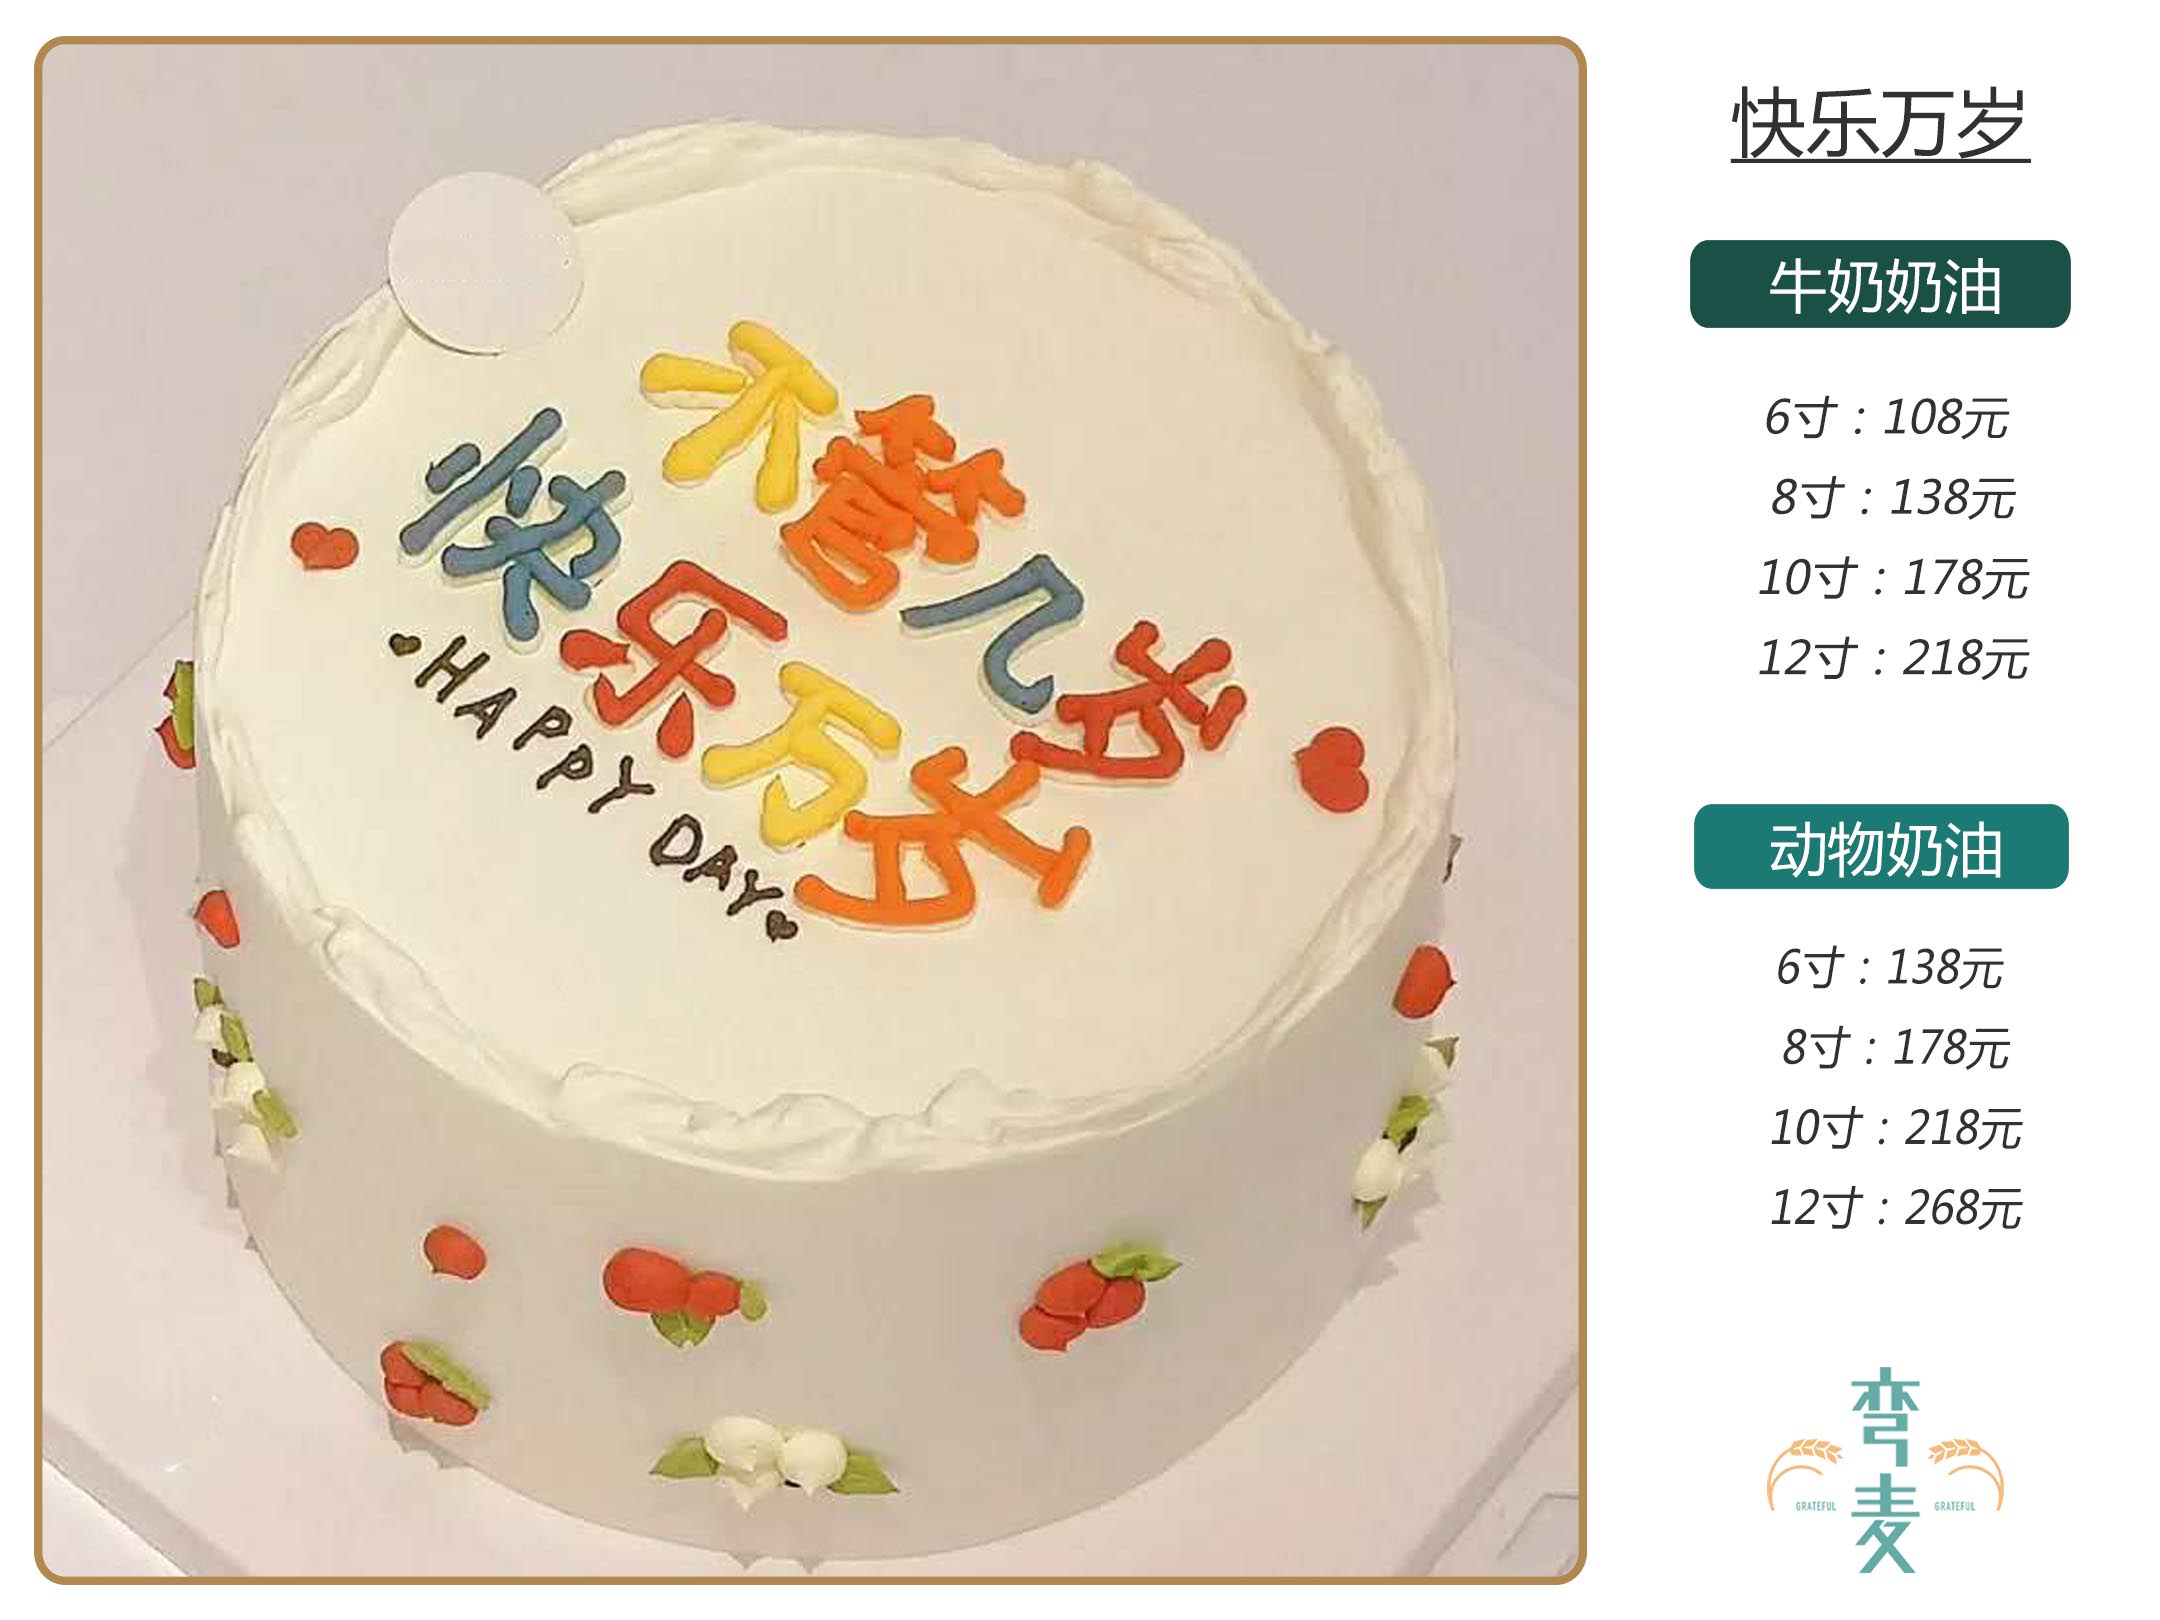 不管几岁
快乐万岁
HAPPY DAY
快乐万岁
牛奶奶油
6寸：108元
8寸：138元
10寸：178元
12寸：218元
动物奶油
6寸：138元
8寸：178元
10寸：218元
12寸：268元
弯麦
GRATEFUL GRATEFUL